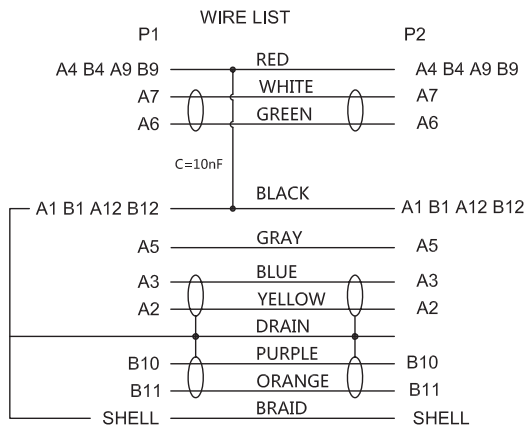 WIRE LIST
P1 P2
A4 B4 A9 B9 RED A4 B4 A9 B9
A7 WHITE A7
A6 GREEN A6
C=10nF
A1 B1 A12 B12 BLACK A1 B1 A12 B12
A5 GRAY A5
A3 BLUE A3
A2 YELLOW A2
DRAIN
B10 PURPLE B10
B11 ORANGE B11
SHELL BRAID SHELL